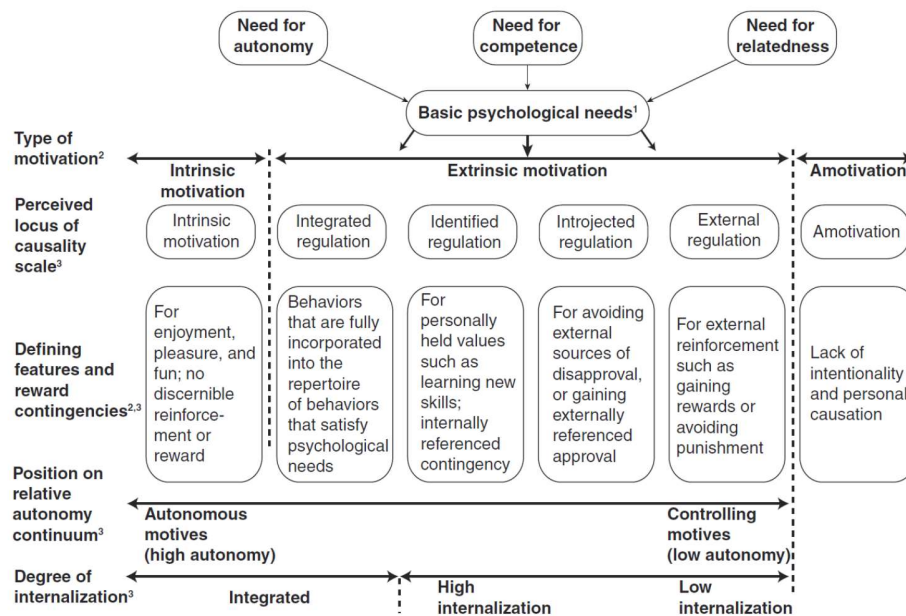 Need for
autonomy
Need for
competence
Need for
relatedness
Basic psychological needs¹
Type of
motivation²
Intrinsic
motivation
Extrinsic motivation
Amotivation
Perceived
locus of
causality
scale³
Intrinsic
motivation
Integrated
regulation
Identified
regulation
Introjected
regulation
External
regulation
Amotivation
Defining
features and
reward
contingencies²,³
For
enjoyment,
pleasure, and
fun; no
discernible
reinforce-
ment or
reward
Behaviors
that are fully
incorporated
into the
repertoire
of behaviors
that satisfy
psychological
needs
For
personally
held values
such as
learning new
skills;
internally
referenced
contingency
For avoiding
external
sources of
disapproval,
or gaining
externally
referenced
approval
For external
reinforcement
such as
gaining
rewards or
avoiding
punishment
Lack of
intentionality
and personal
causation
Position on
relative
autonomy
continuum³
Autonomous
motives
(high autonomy)
Controlling
motives
(low autonomy)
Degree of
internalization³
Integrated
High
internalization
Low
internalization